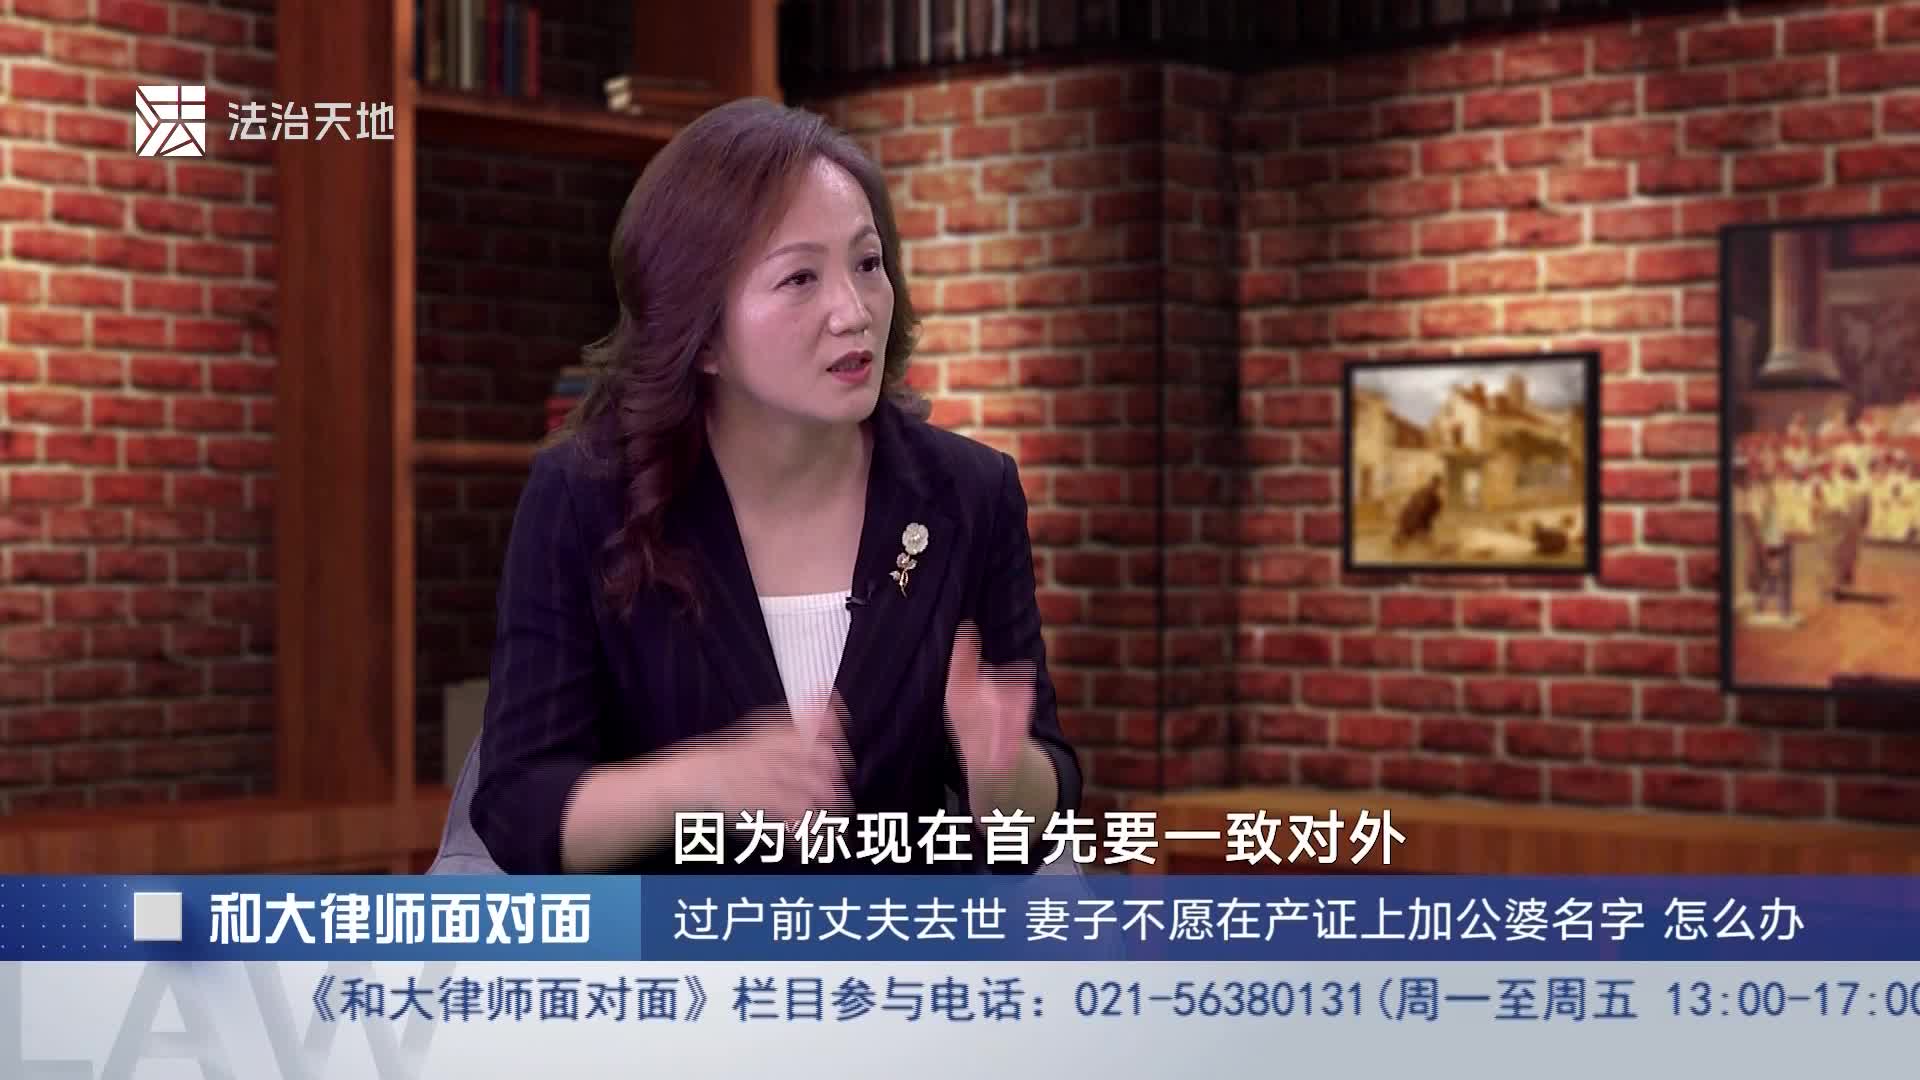 法治天地
因为你现在首先要一致对外
和大律师面对面
过户前丈夫去世 妻子不愿在产证上加公婆名字 怎么办
《和大律师面对面》栏目参与电话：021-56380131(周一至周五 13:00-17:00
LAW